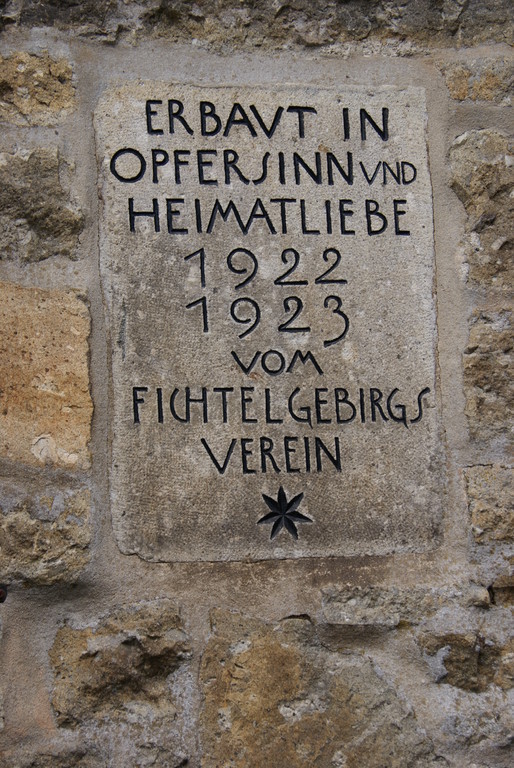 ERBAVT IN
OPFERSINN VND
HEIMATLIEBE
1922
1923
VOM
FICHTELGEBIRGS
VEREIN